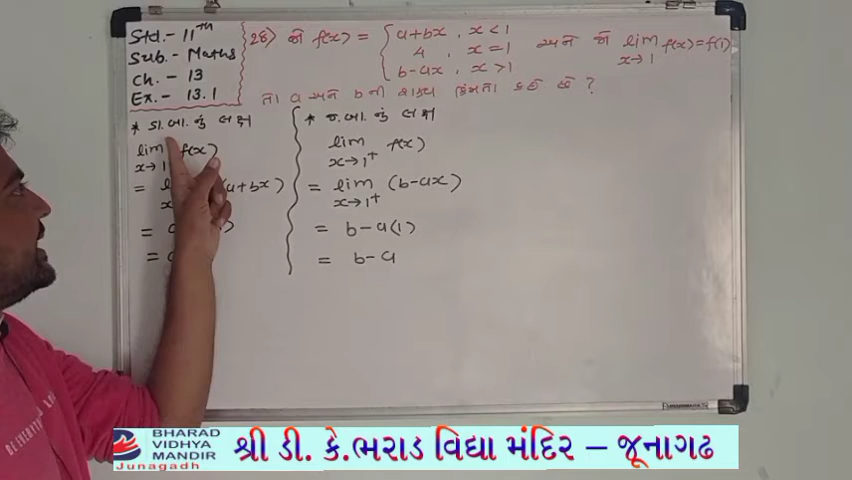 Std.- 11th
Sub.- Maths
Ch. - 13
Ex.- 13.1
28) જો f(x) = { a+bx , x < 1
4 , x = 1
b-ax , x > 1
અને જો lim x→1 f(x) = f(1)
તો a અને b ની શક્ય કિંમતો કઈ છે ?
* ડા.બા. નું લક્ષ
lim x→1 f(x)
= (a+bx)
=
=
* જ.બા. નું લક્ષ
lim x→1+ f(x)
= lim x→1+ (b-ax)
= b-a(1)
= b-a
BHARAD
VIDHYA
MANDIR
Junagadh
શ્રી ડી. કે.ભરાડ વિદ્યા મંદિર – જૂનાગઢ